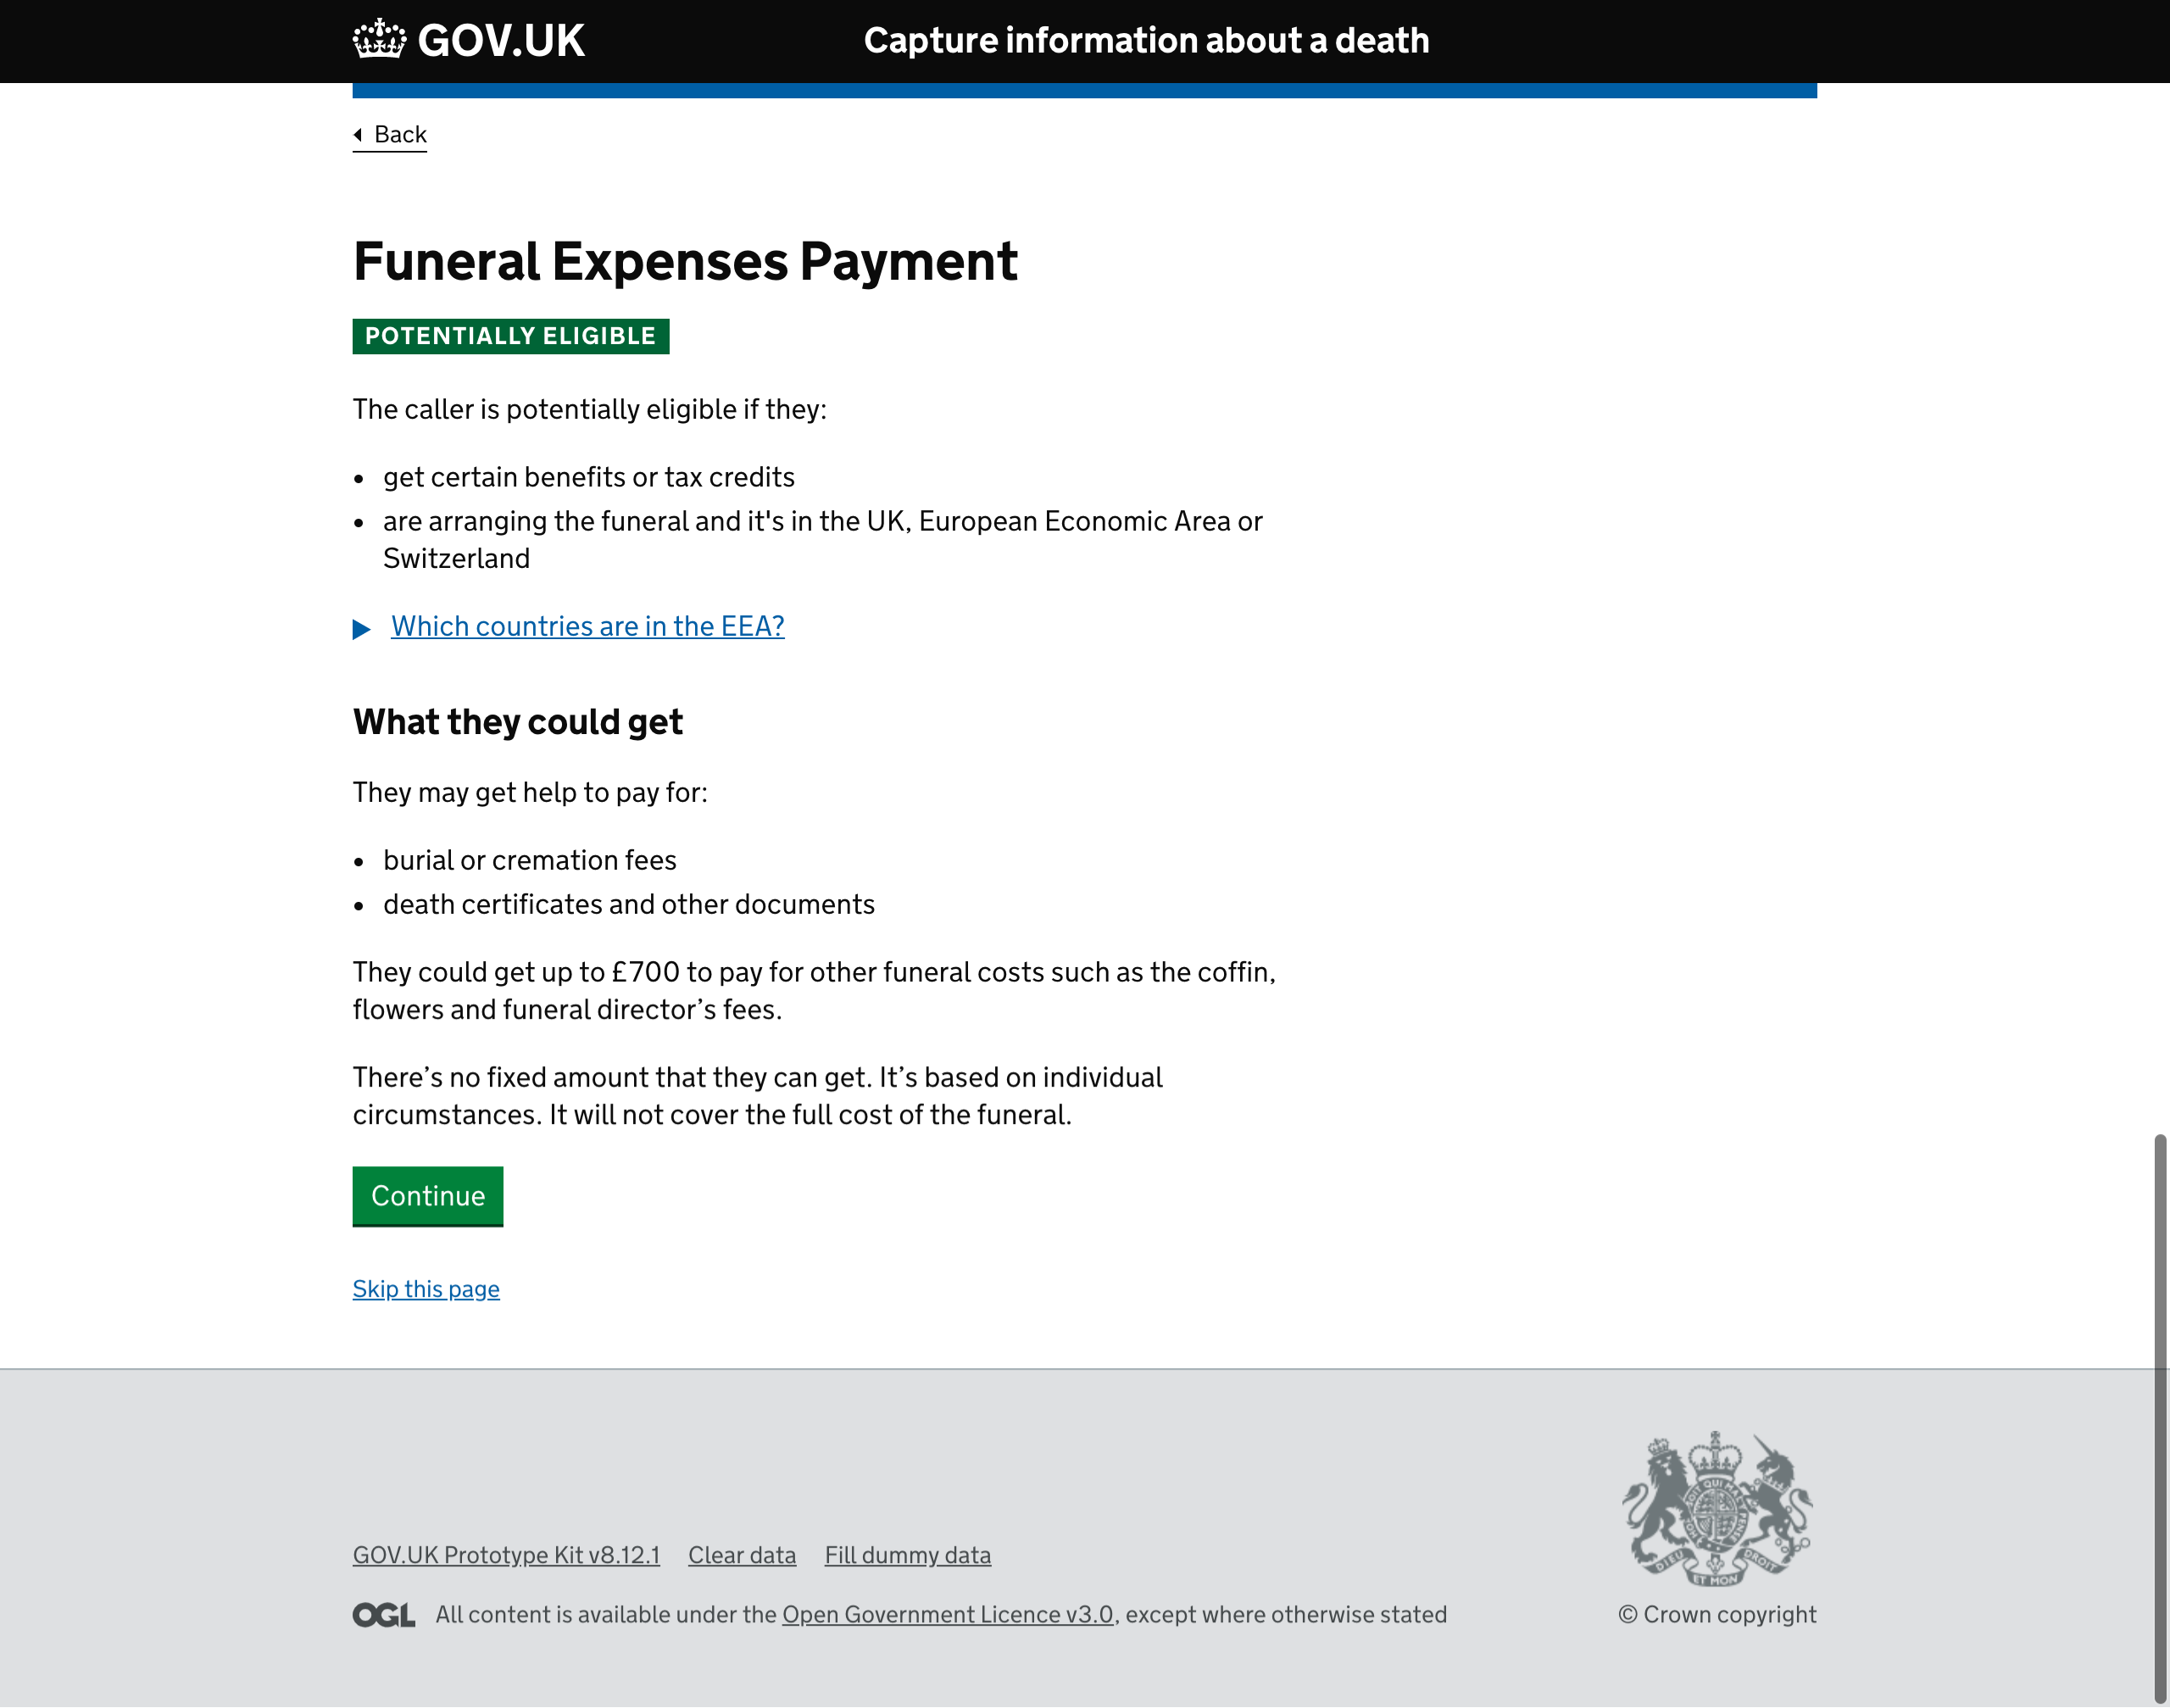 GOV.UK
Capture information about a death
Back
Funeral Expenses Payment
POTENTIALLY ELIGIBLE
The caller is potentially eligible if they:
• get certain benefits or tax credits
• are arranging the funeral and it's in the UK, European Economic Area or
Switzerland
Which countries are in the EEA?
What they could get
They may get help to pay for:
• burial or cremation fees
• death certificates and other documents
They could get up to £700 to pay for other funeral costs such as the coffin,
flowers and funeral director’s fees.
There’s no fixed amount that they can get. It’s based on individual
circumstances. It will not cover the full cost of the funeral.
Continue
Skip this page
GOV.UK Prototype Kit v8.12.1 Clear data Fill dummy data
DIEU ET MON DROIT
OGL All content is available under the Open Government Licence v3.0, except where otherwise stated
© Crown copyright